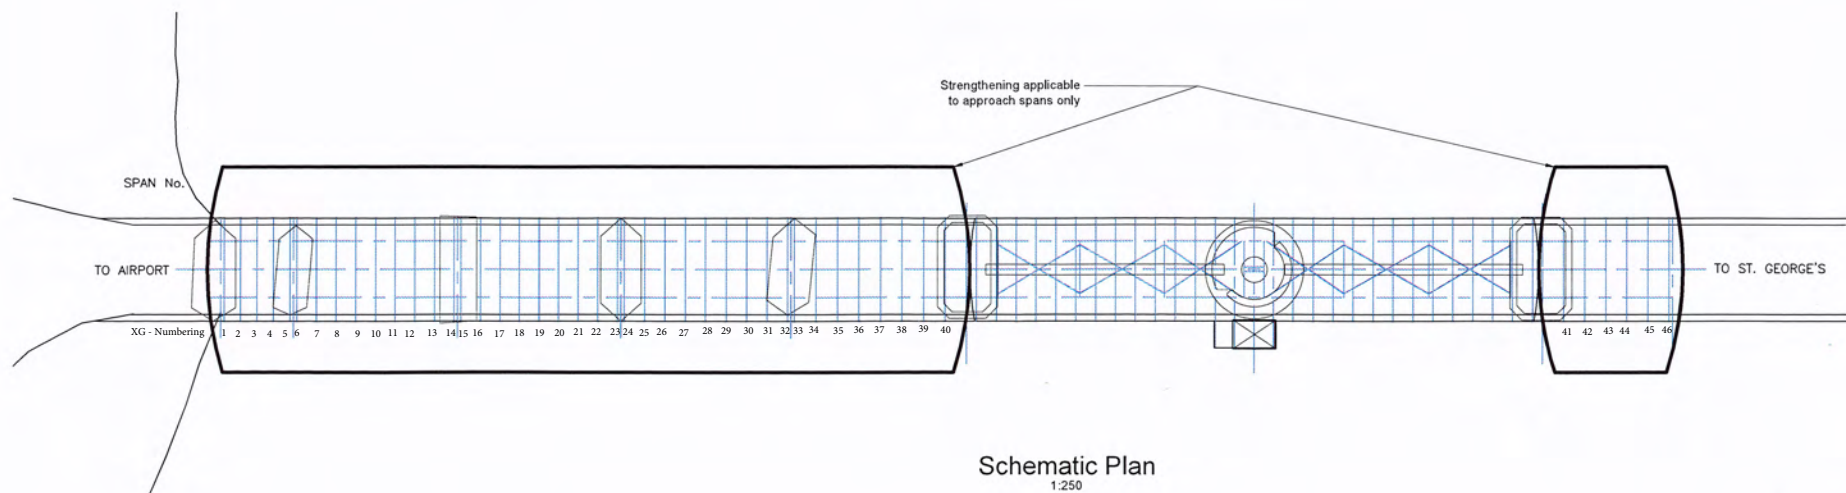 Strengthening applicable
to approach spans only
SPAN No.
TO AIRPORT
TO ST. GEORGE'S
XG - Numbering 1 2 3 4 5 6 7 8 9 10 11 12 13 14 15 16 17 18 19 20 21 22 23 24 25 26 27 28 29 30 31 32 33 34 35 36 37 38 39 40 41 42 43 44 45 46
Schematic Plan
1:250